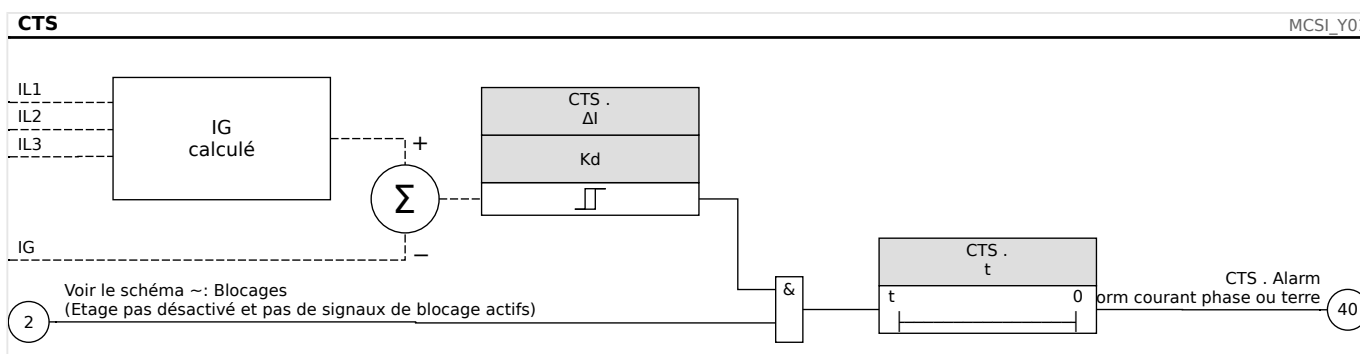 CTS
MCSI_Y01
IL1
IL2
IL3
IG
calculé
+
Σ
−
IG
CTS .
ΔI
Kd
Voir le schéma ~: Blocages
(Etage pas désactivé et pas de signaux de blocage actifs)
2
&
CTS .
t
t 0
CTS . Alarm
orm courant phase ou terre
40